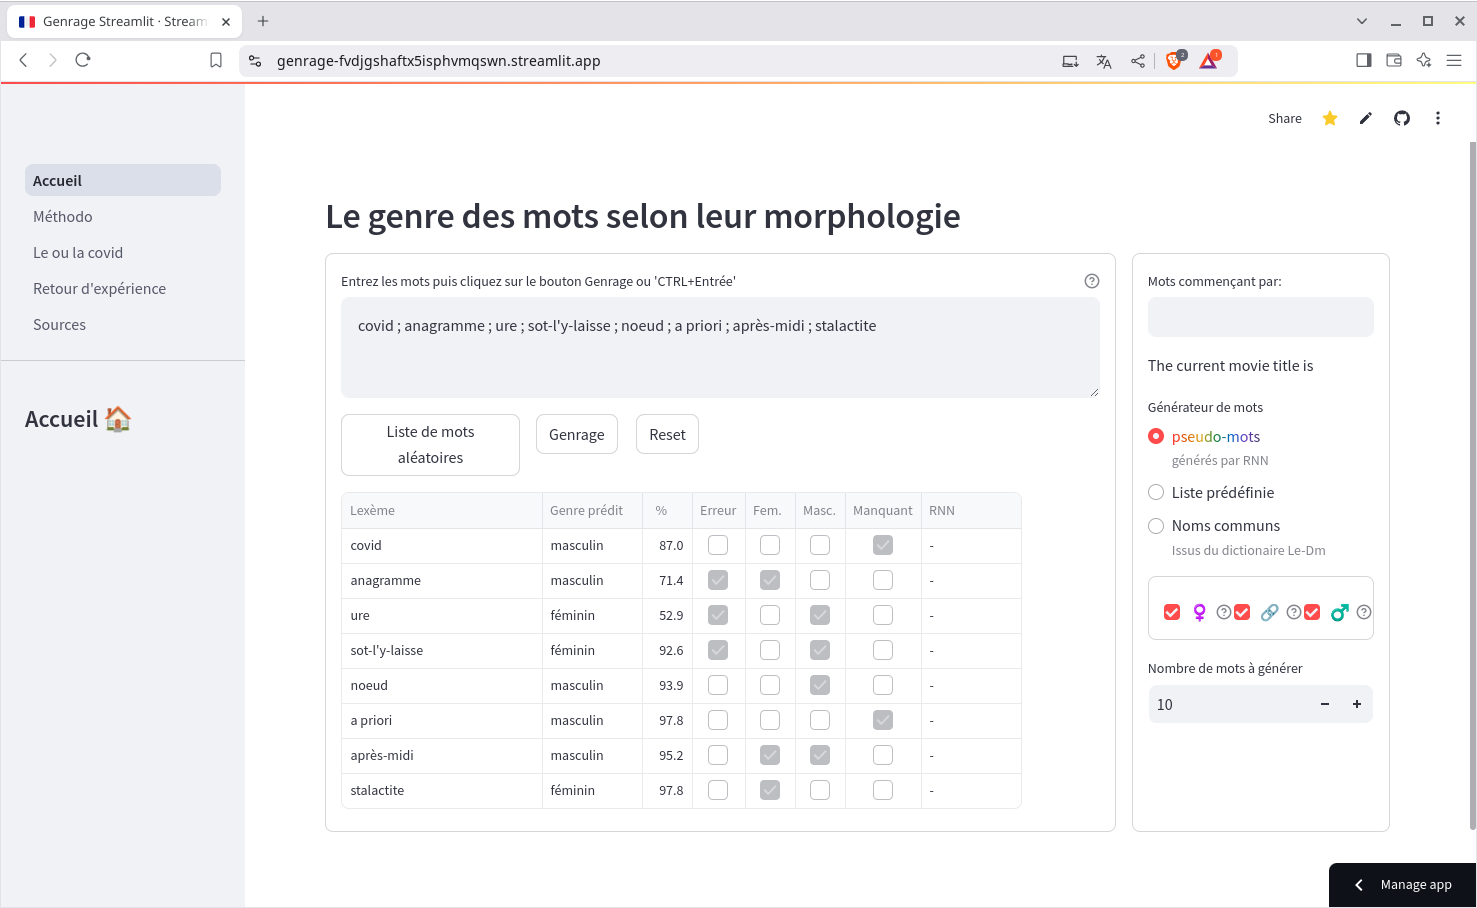 Genrage Streamlit · Stream
genrage-fvdjgshaftx5isphvmqswn.streamlit.app
2
1
Share
Accueil
Méthodo
Le ou la covid
Retour d'expérience
Sources
Accueil
Le genre des mots selon leur morphologie
Entrez les mots puis cliquez sur le bouton Genrage ou 'CTRL+Entrée'
covid ; anagramme ; ure ; sot-l'y-laisse ; noeud ; a priori ; après-midi ; stalactite
Liste de mots
aléatoires
Genrage
Reset
Lexème Genre prédit % Erreur Fem. Masc. Manquant RNN
covid masculin 87.0 -
anagramme masculin 71.4 -
ure féminin 52.9 -
sot-l'y-laisse féminin 92.6 -
noeud masculin 93.9 -
a priori masculin 97.8 -
après-midi masculin 95.2 -
stalactite féminin 97.8 -
Mots commençant par:
The current movie title is
Générateur de mots
pseudo-mots
générés par RNN
Liste prédéfinie
Noms communs
Issus du dictionaire Le-Dm
Nombre de mots à générer
10
Manage app